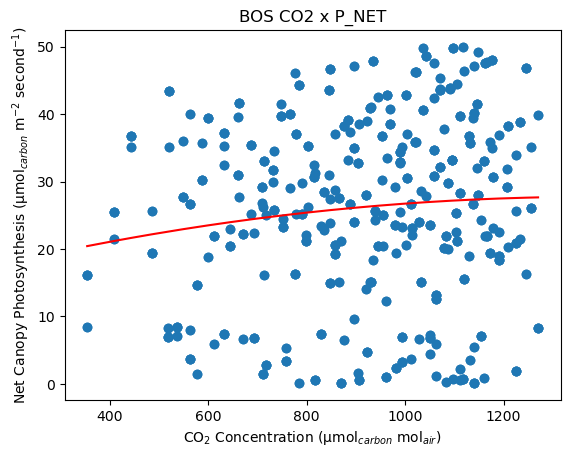 BOS CO2 x P_NET
Net Canopy Photosynthesis (μmol_carbon m⁻² second⁻¹)
50
40
30
20
10
0
400 600 800 1000 1200
CO₂ Concentration (μmol_carbon mol_air)